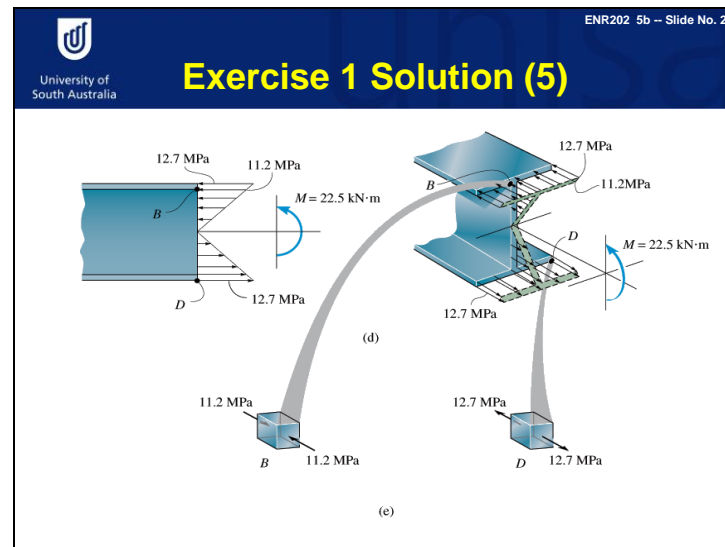 ENR202 5b -- Slide No. 2
University of
South Australia
Exercise 1 Solution (5)
12.7 MPa
11.2 MPa
M = 22.5 kN·m
B
D
12.7 MPa
12.7 MPa
11.2MPa
B
D
M = 22.5 kN·m
12.7 MPa
(d)
11.2 MPa
B
11.2 MPa
12.7 MPa
D
12.7 MPa
(e)